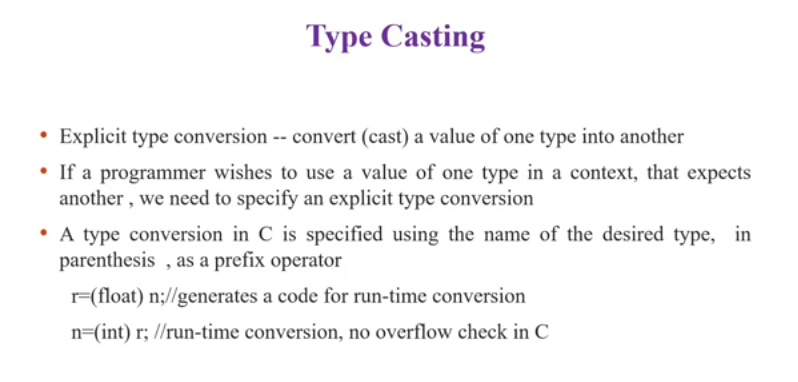 Type Casting
• Explicit type conversion -- convert (cast) a value of one type into another
• If a programmer wishes to use a value of one type in a context, that expects
another , we need to specify an explicit type conversion
• A type conversion in C is specified using the name of the desired type, in
parenthesis , as a prefix operator
r=(float) n;//generates a code for run-time conversion
n=(int) r; //run-time conversion, no overflow check in C